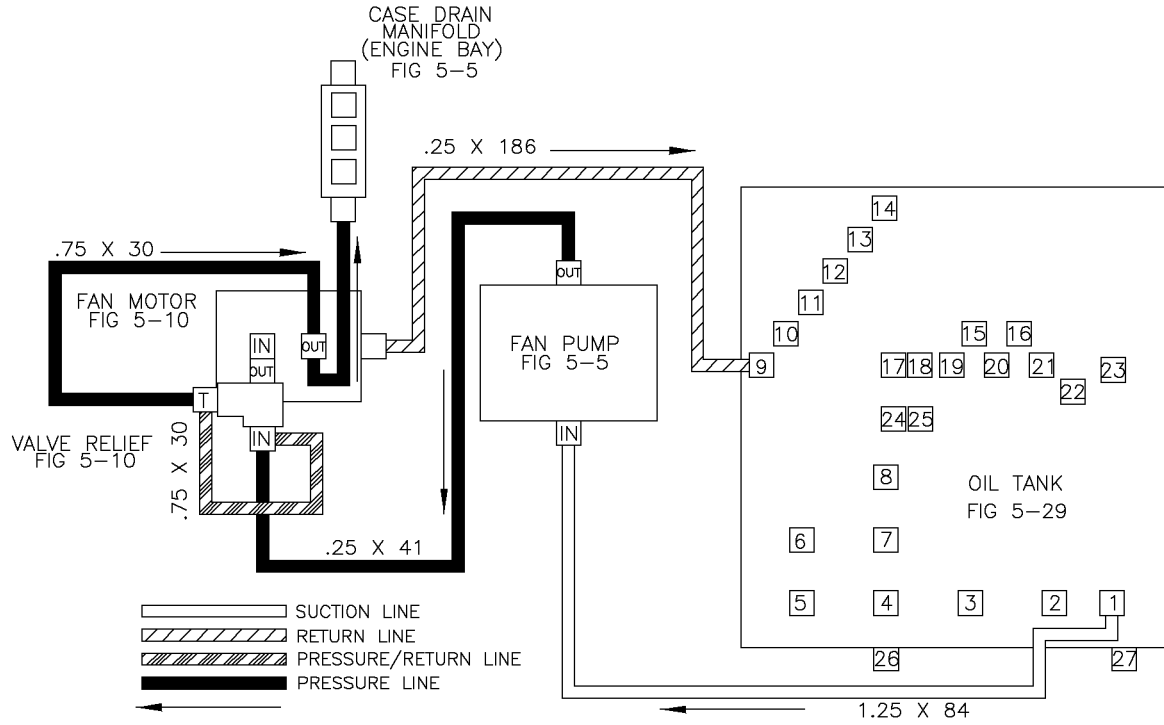 CASE DRAIN
MANIFOLD
(ENGINE BAY)
FIG 5-5
.25 X 186
.75 X 30
FAN MOTOR
FIG 5-10
IN
OUT
OUT
T
IN
VALVE RELIEF
FIG 5-10
.75 X 30
.25 X 41
OUT
FAN PUMP
FIG 5-5
IN
14
13
12
11
10
9
15
16
17
18
19
20
21
22
23
24
25
8
OIL TANK
FIG 5-29
6
7
5
4
3
2
1
26
27
1.25 X 84
SUCTION LINE
RETURN LINE
PRESSURE/RETURN LINE
PRESSURE LINE